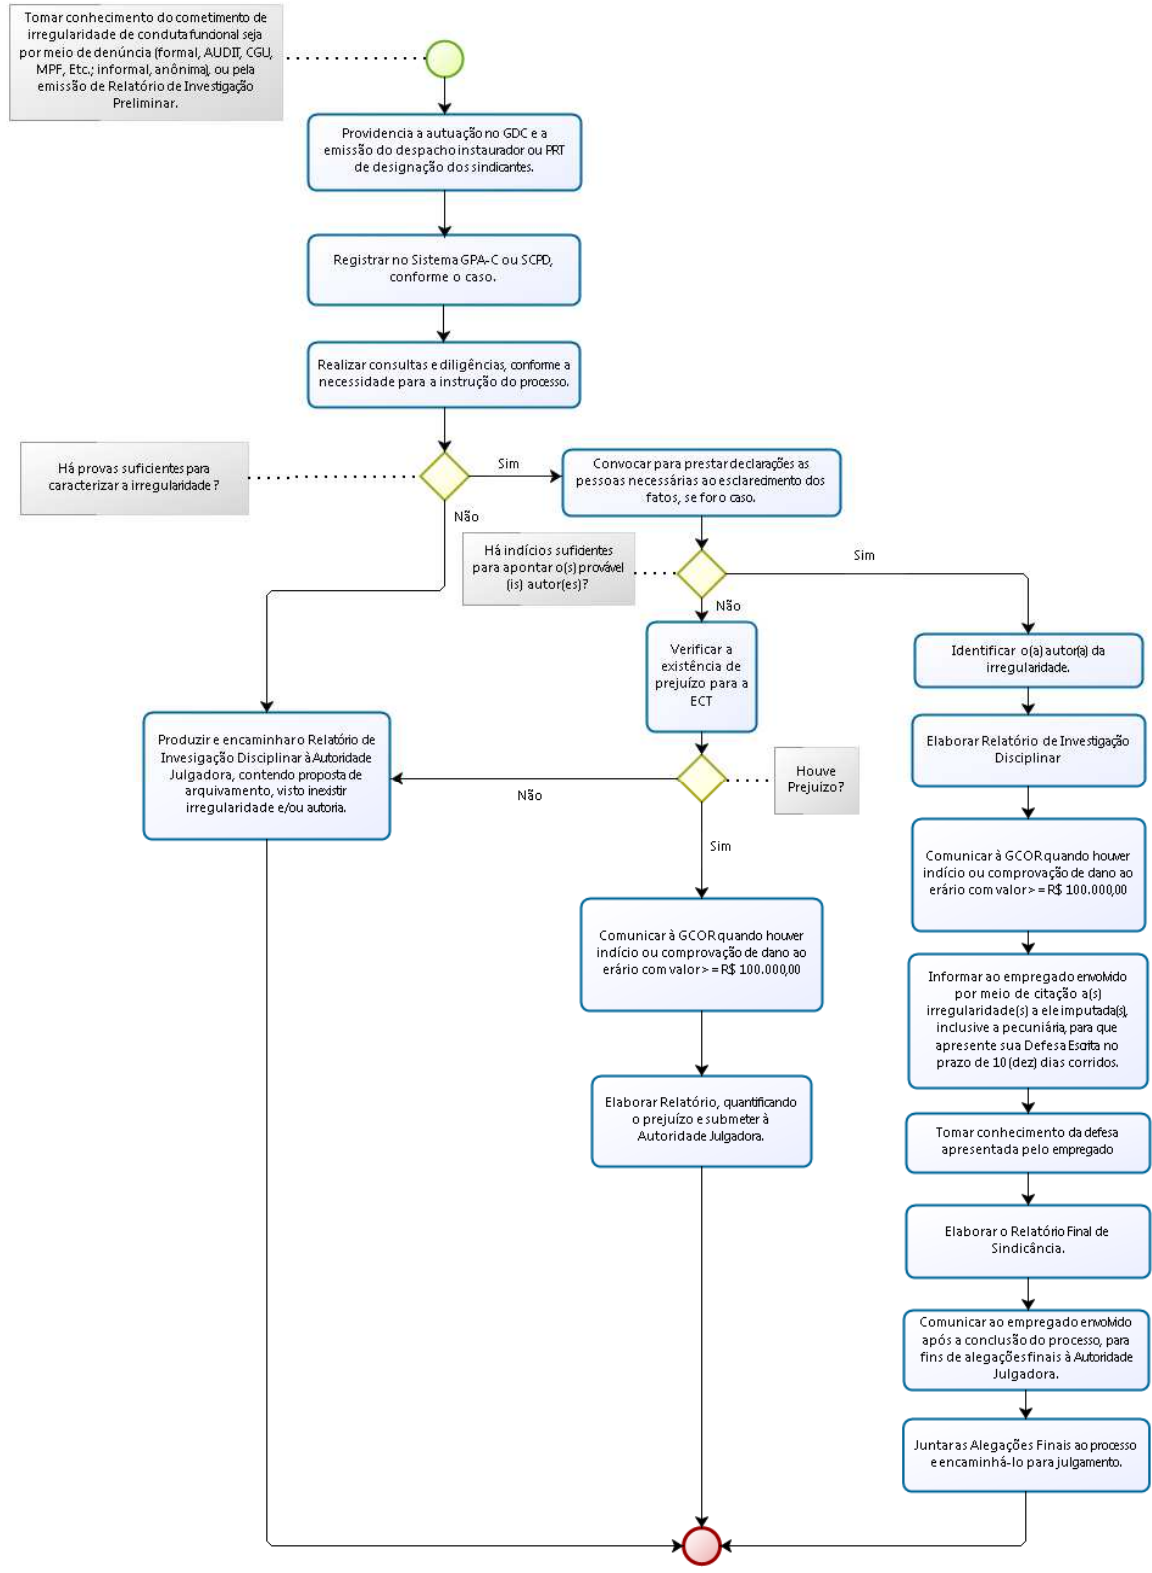 Tomar conhecimento do cometimento de
irregularidade de conduta funcional seja
por meio de denúncia (formal, AUDIT, CGU,
MPF, Etc.; informal, anônima), ou pela
emissão de Relatório de Investigação
Preliminar.
Providencia a autuação no GDC e a
emissão do despacho instaurador ou PRT
de designação dos sindicantes.
Registrar no Sistema GPA-C ou SCPD,
conforme o caso.
Realizar consultas e diligências, conforme a
necessidade para a instrução do processo.
Há provas suficientes para
caracterizar a irregularidade ?
Sim
Não
Convocar para prestar declarações as
pessoas necessárias ao esclarecimento dos
fatos, se for o caso.
Há indícios suficientes
para apontar o(s) provável
(is) autor(es)?
Sim
Não
Verificar a
existência de
prejuízo para a
ECT
Identificar o(a) autor(a) da
irregularidade.
Produzir e encaminhar o Relatório de
Invesigação Disciplinar à Autoridade
Julgadora, contendo proposta de
arquivamento, visto inexistir
irregularidade e/ou autoria.
Não
Houve
Prejuizo?
Sim
Elaborar Relatório de Investigação
Disciplinar
Comunicar à GCOR quando houver
indício ou comprovação de dano ao
erário com valor > = R$ 100.000,00
Comunicar à GCOR quando houver
indício ou comprovação de dano ao
erário com valor > = R$ 100.000,00
Informar ao empregado envolvido
por meio de citação a(s)
irregularidade(s) a ele imputada(s),
inclusive a pecuniária, para que
apresente sua Defesa Escrita no
prazo de 10 (dez) dias corridos.
Elaborar Relatório, quantificando
o prejuízo e submeter à
Autoridade Julgadora.
Tomar conhecimento da defesa
apresentada pelo empregado
Elaborar o Relatório Final de
Sindicância.
Comunicar ao empregado envolvido
após a conclusão do processo, para
fins de alegações finais à Autoridade
Julgadora.
Juntar as Alegações Finais ao processo
e encaminhá-lo para julgamento.